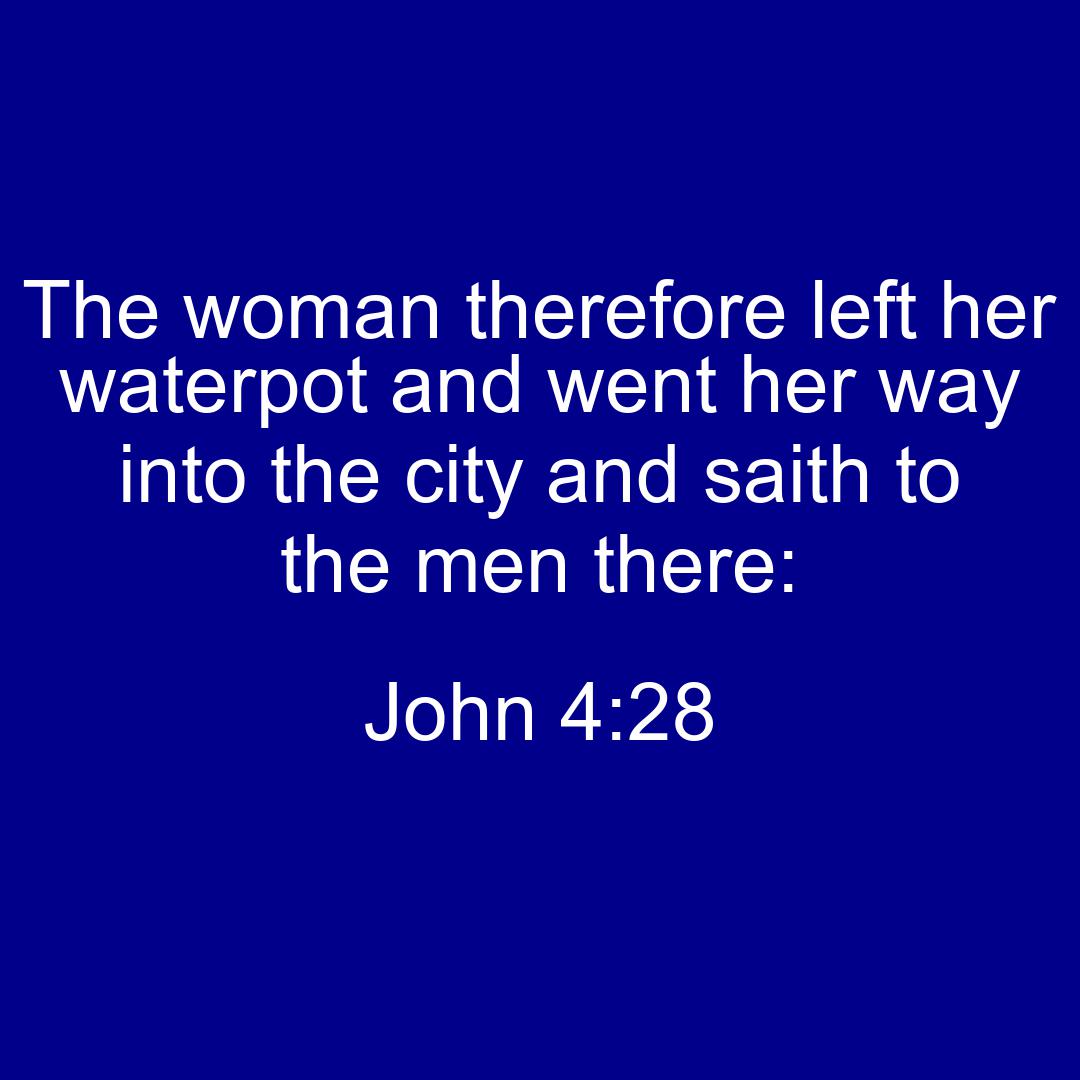 The woman therefore left her
waterpot and went her way
into the city and saith to
the men there:
John 4:28